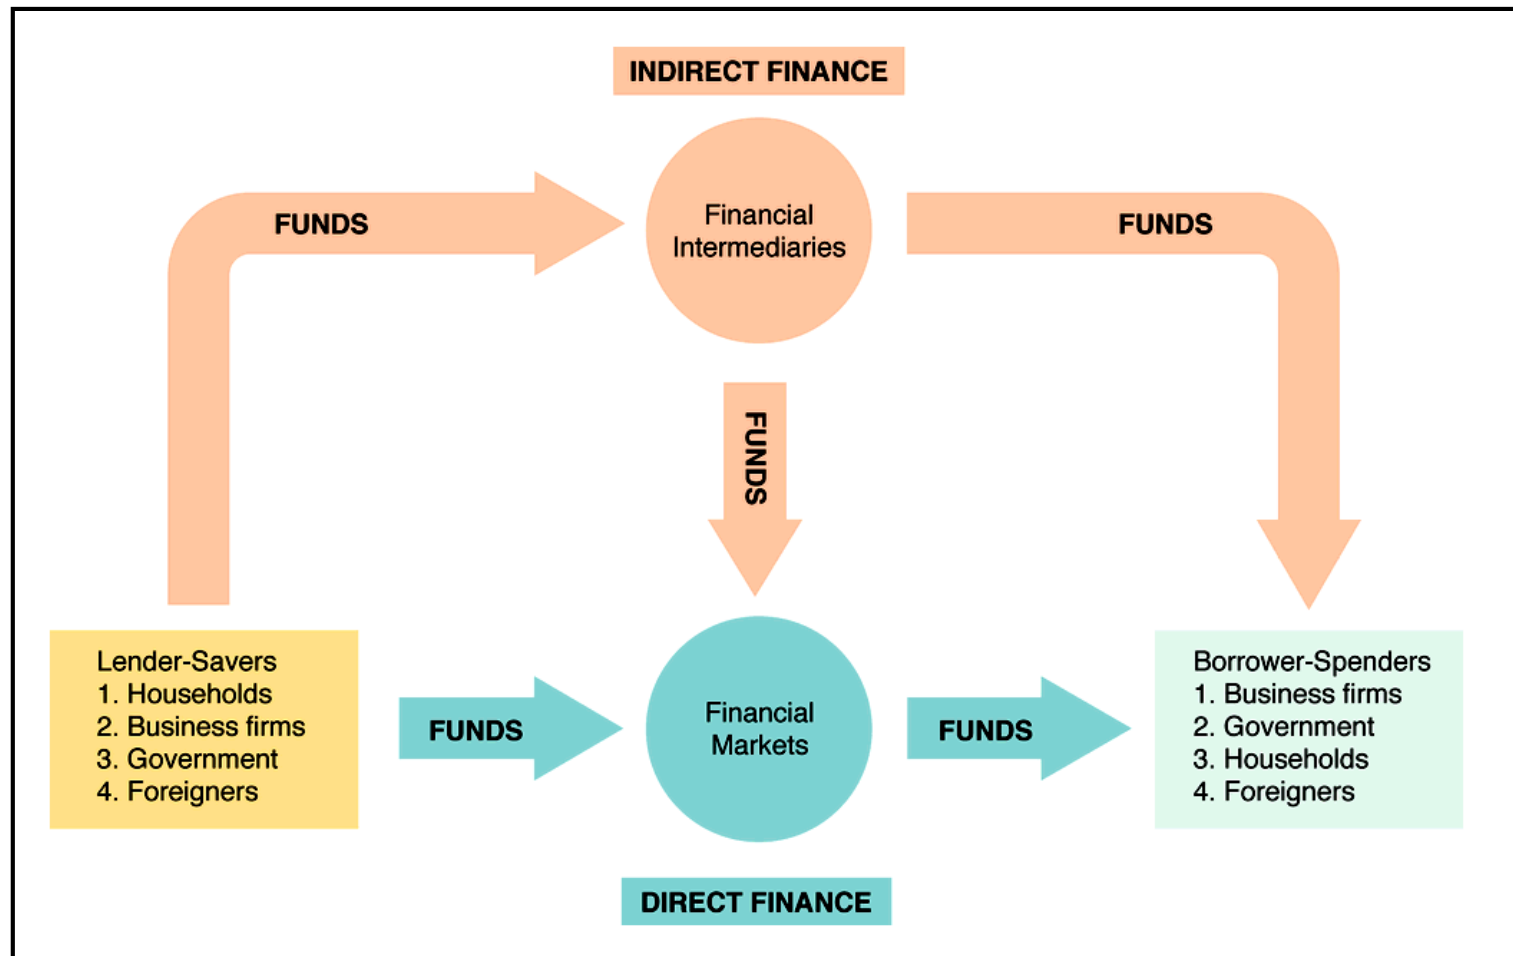 INDIRECT FINANCE
FUNDS
Financial
Intermediaries
FUNDS
FUNDS
Lender-Savers
1. Households
2. Business firms
3. Government
4. Foreigners
FUNDS
Financial
Markets
FUNDS
Borrower-Spenders
1. Business firms
2. Government
3. Households
4. Foreigners
DIRECT FINANCE